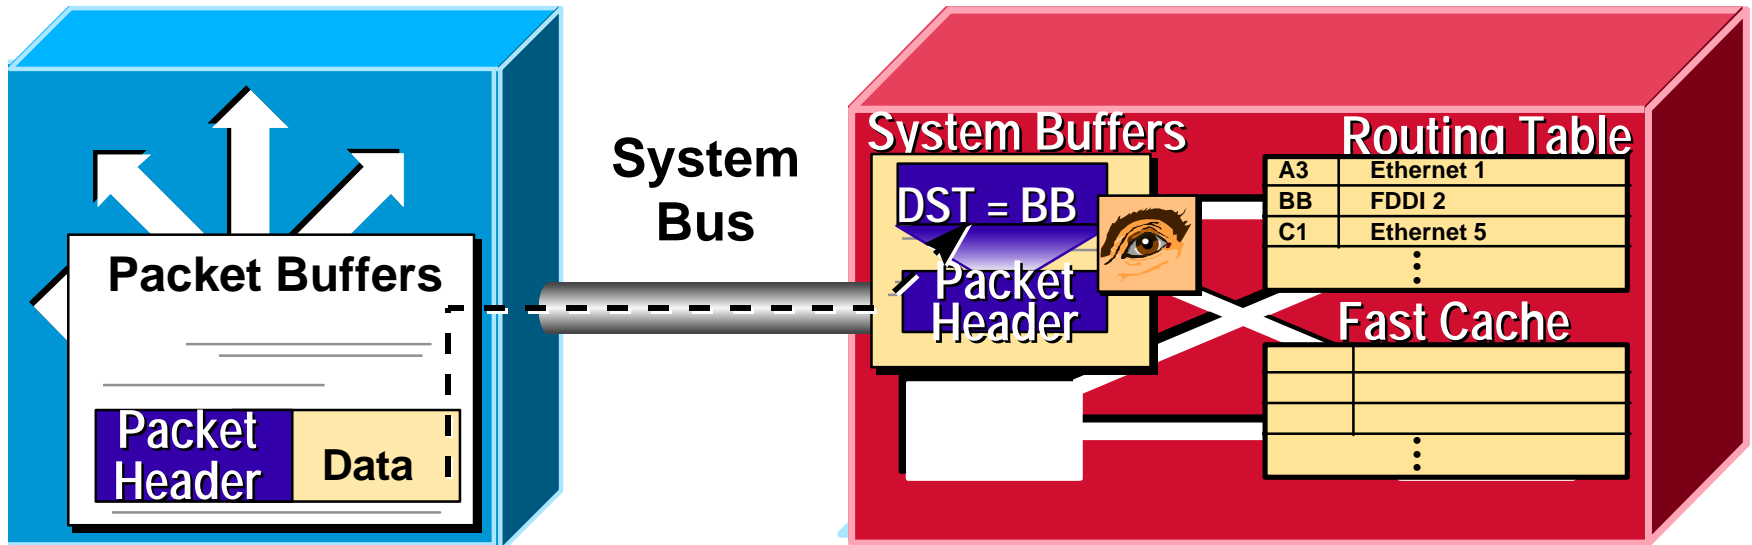 System
Bus
Packet Buffers
Packet
Header
Data
System Buffers
DST = BB
Packet
Header
Routing Table
A3 Ethernet 1
BB FDDI 2
C1 Ethernet 5
Fast Cache